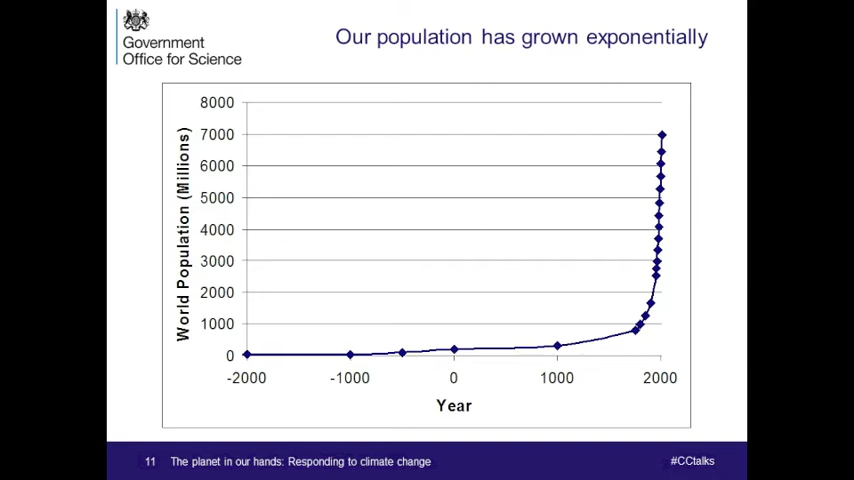 Government
Office for Science
Our population has grown exponentially
World Population (Millions)
8000
7000
6000
5000
4000
3000
2000
1000
0
-2000 -1000 0 1000 2000
Year
11 The planet in our hands: Responding to climate change #CCtalks